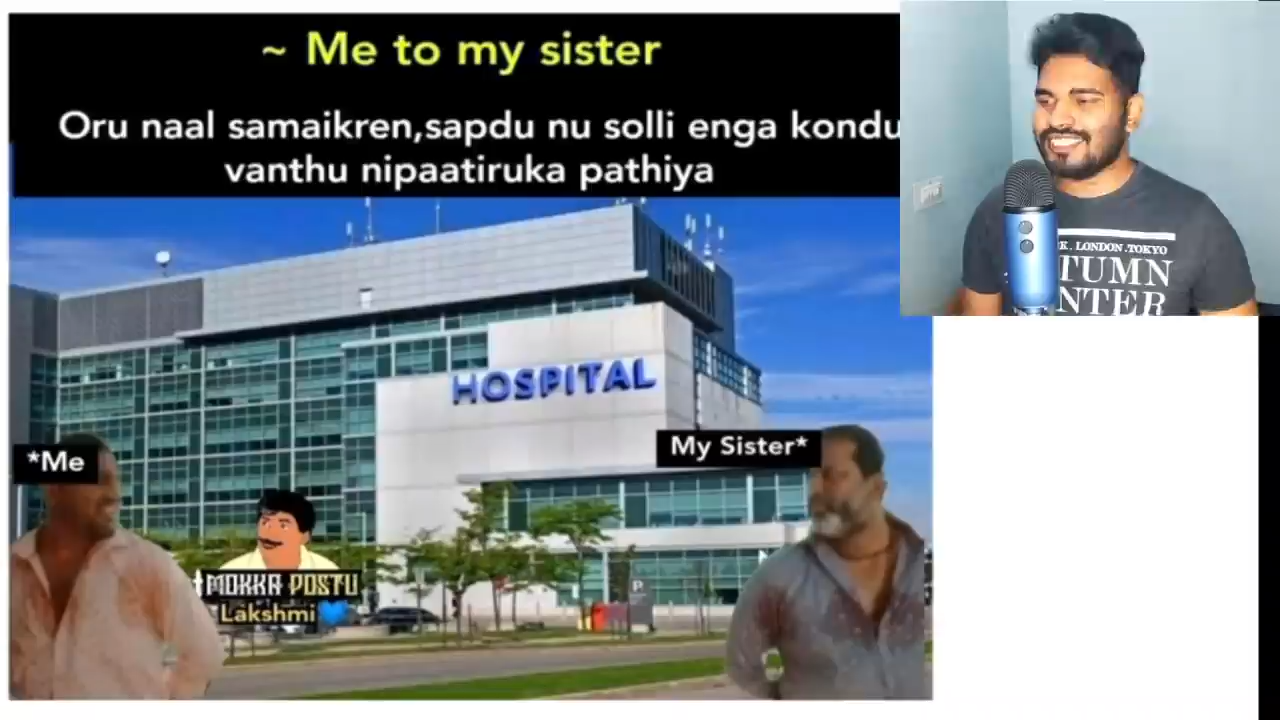 ~ Me to my sister
Oru naal samaikren,sapdu nu solli enga kondu
vanthu nipaatiruka pathiya
K. LONDON.TOKYO
TUMN
NTER
HOSPITAL
My Sister*
*Me
MOKKA POSTU
Lakshmi💙
P